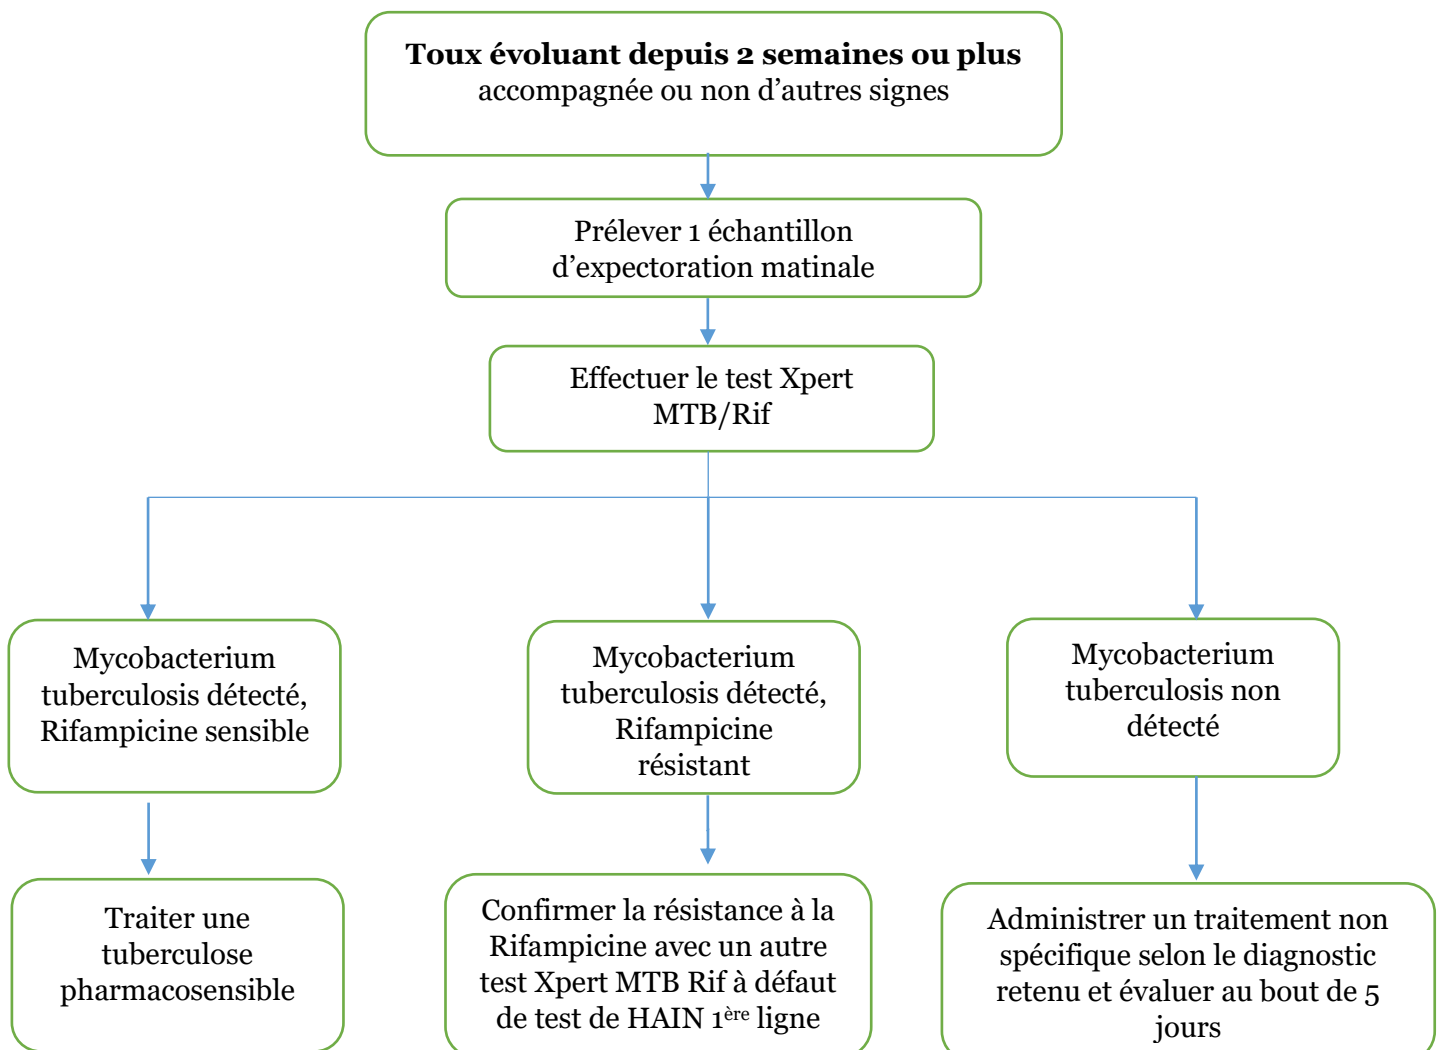 Toux évoluant depuis 2 semaines ou plus
accompagnée ou non d’autres signes
Prélever 1 échantillon
d’expectoration matinale
Effectuer le test Xpert
MTB/Rif
Mycobacterium
tuberculosis détecté,
Rifampicine sensible
Mycobacterium
tuberculosis détecté,
Rifampicine
résistant
Mycobacterium
tuberculosis non
détecté
Traiter une
tuberculose
pharmacosensible
Confirmer la résistance à la
Rifampicine avec un autre
test Xpert MTB Rif à défaut
de test de HAIN 1ère ligne
Administrer un traitement non
spécifique selon le diagnostic
retenu et évaluer au bout de 5
jours